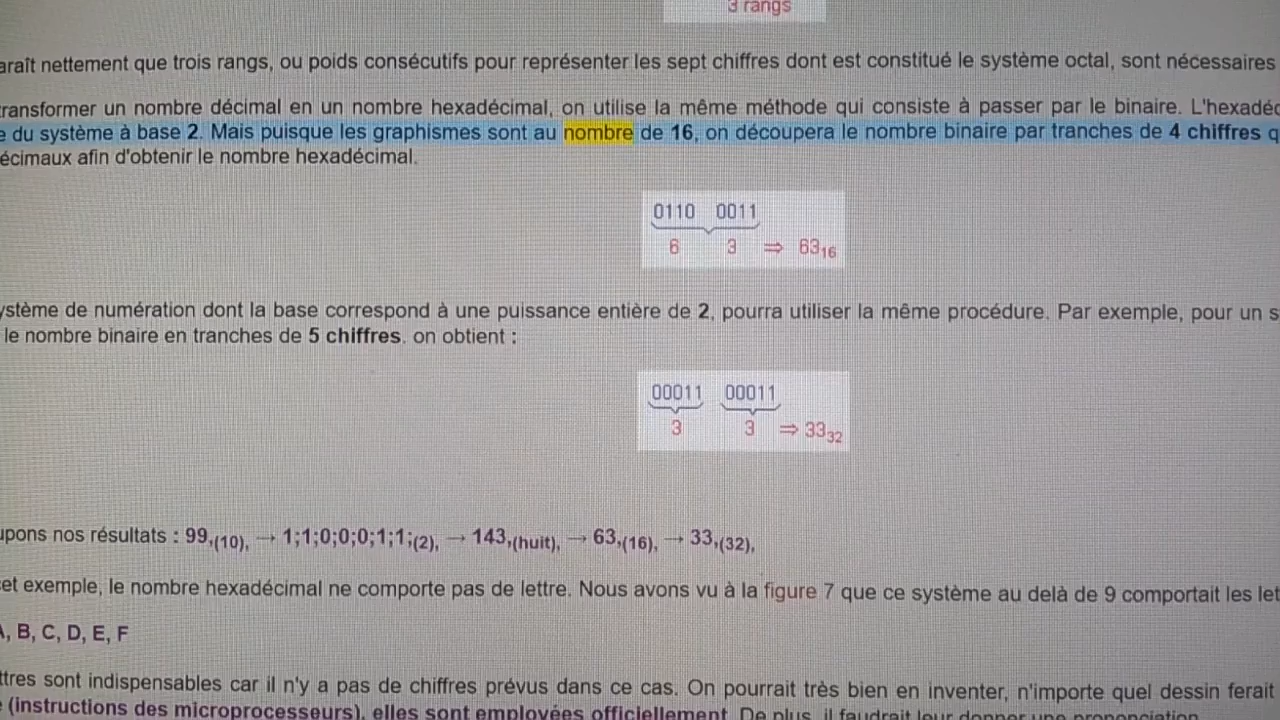 3 rangs
araît nettement que trois rangs, ou poids consécutifs pour représenter les sept chiffres dont est constitué le système octal, sont nécessaires
transformer un nombre décimal en un nombre hexadécimal, on utilise la même méthode qui consiste à passer par le binaire. L'hexadéc
e du système à base 2. Mais puisque les graphismes sont au nombre de 16, on découpera le nombre binaire par tranches de 4 chiffres q
écimaux afin d'obtenir le nombre hexadécimal.
0110 0011
6 3 ⇒ 63₁₆
ystème de numération dont la base correspond à une puissance entière de 2, pourra utiliser la même procédure. Par exemple, pour un s
le nombre binaire en tranches de 5 chiffres. on obtient :
00011 00011
3 3 ⇒ 33₃₂
upons nos résultats : 99,(10), → 1;1;0;0;0;1;1;(2), → 143,(huit), → 63,(16), → 33,(32),
cet exemple, le nombre hexadécimal ne comporte pas de lettre. Nous avons vu à la figure 7 que ce système au delà de 9 comportait les let
A, B, C, D, E, F
ttres sont indispensables car il n'y a pas de chiffres prévus dans ce cas. On pourrait très bien en inventer, n'importe quel dessin ferait
e (instructions des microprocesseurs), elles sont employées officiellement. De plus, il faudrait leur donner une prononciation